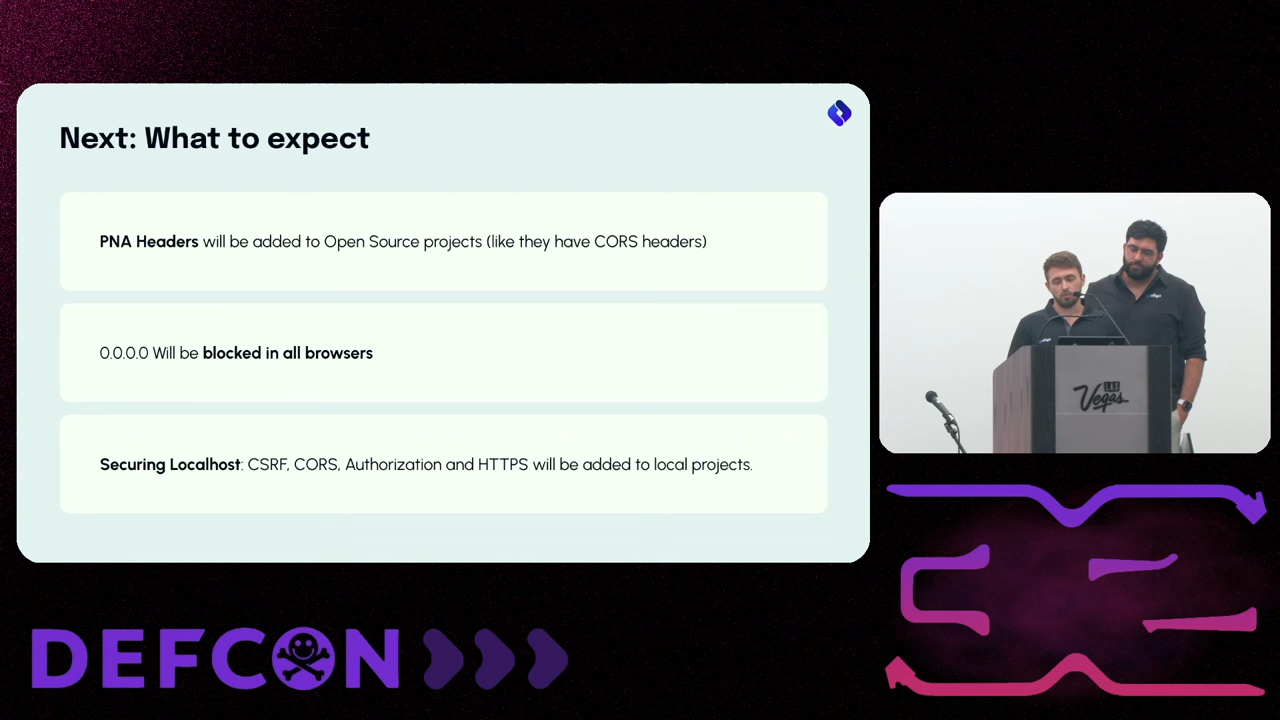 Next: What to expect
PNA Headers will be added to Open Source projects (like they have CORS headers)
0.0.0.0 Will be blocked in all browsers
Securing Localhost: CSRF, CORS, Authorization and HTTPS will be added to local projects.
LAS
Vegas
DEFCON